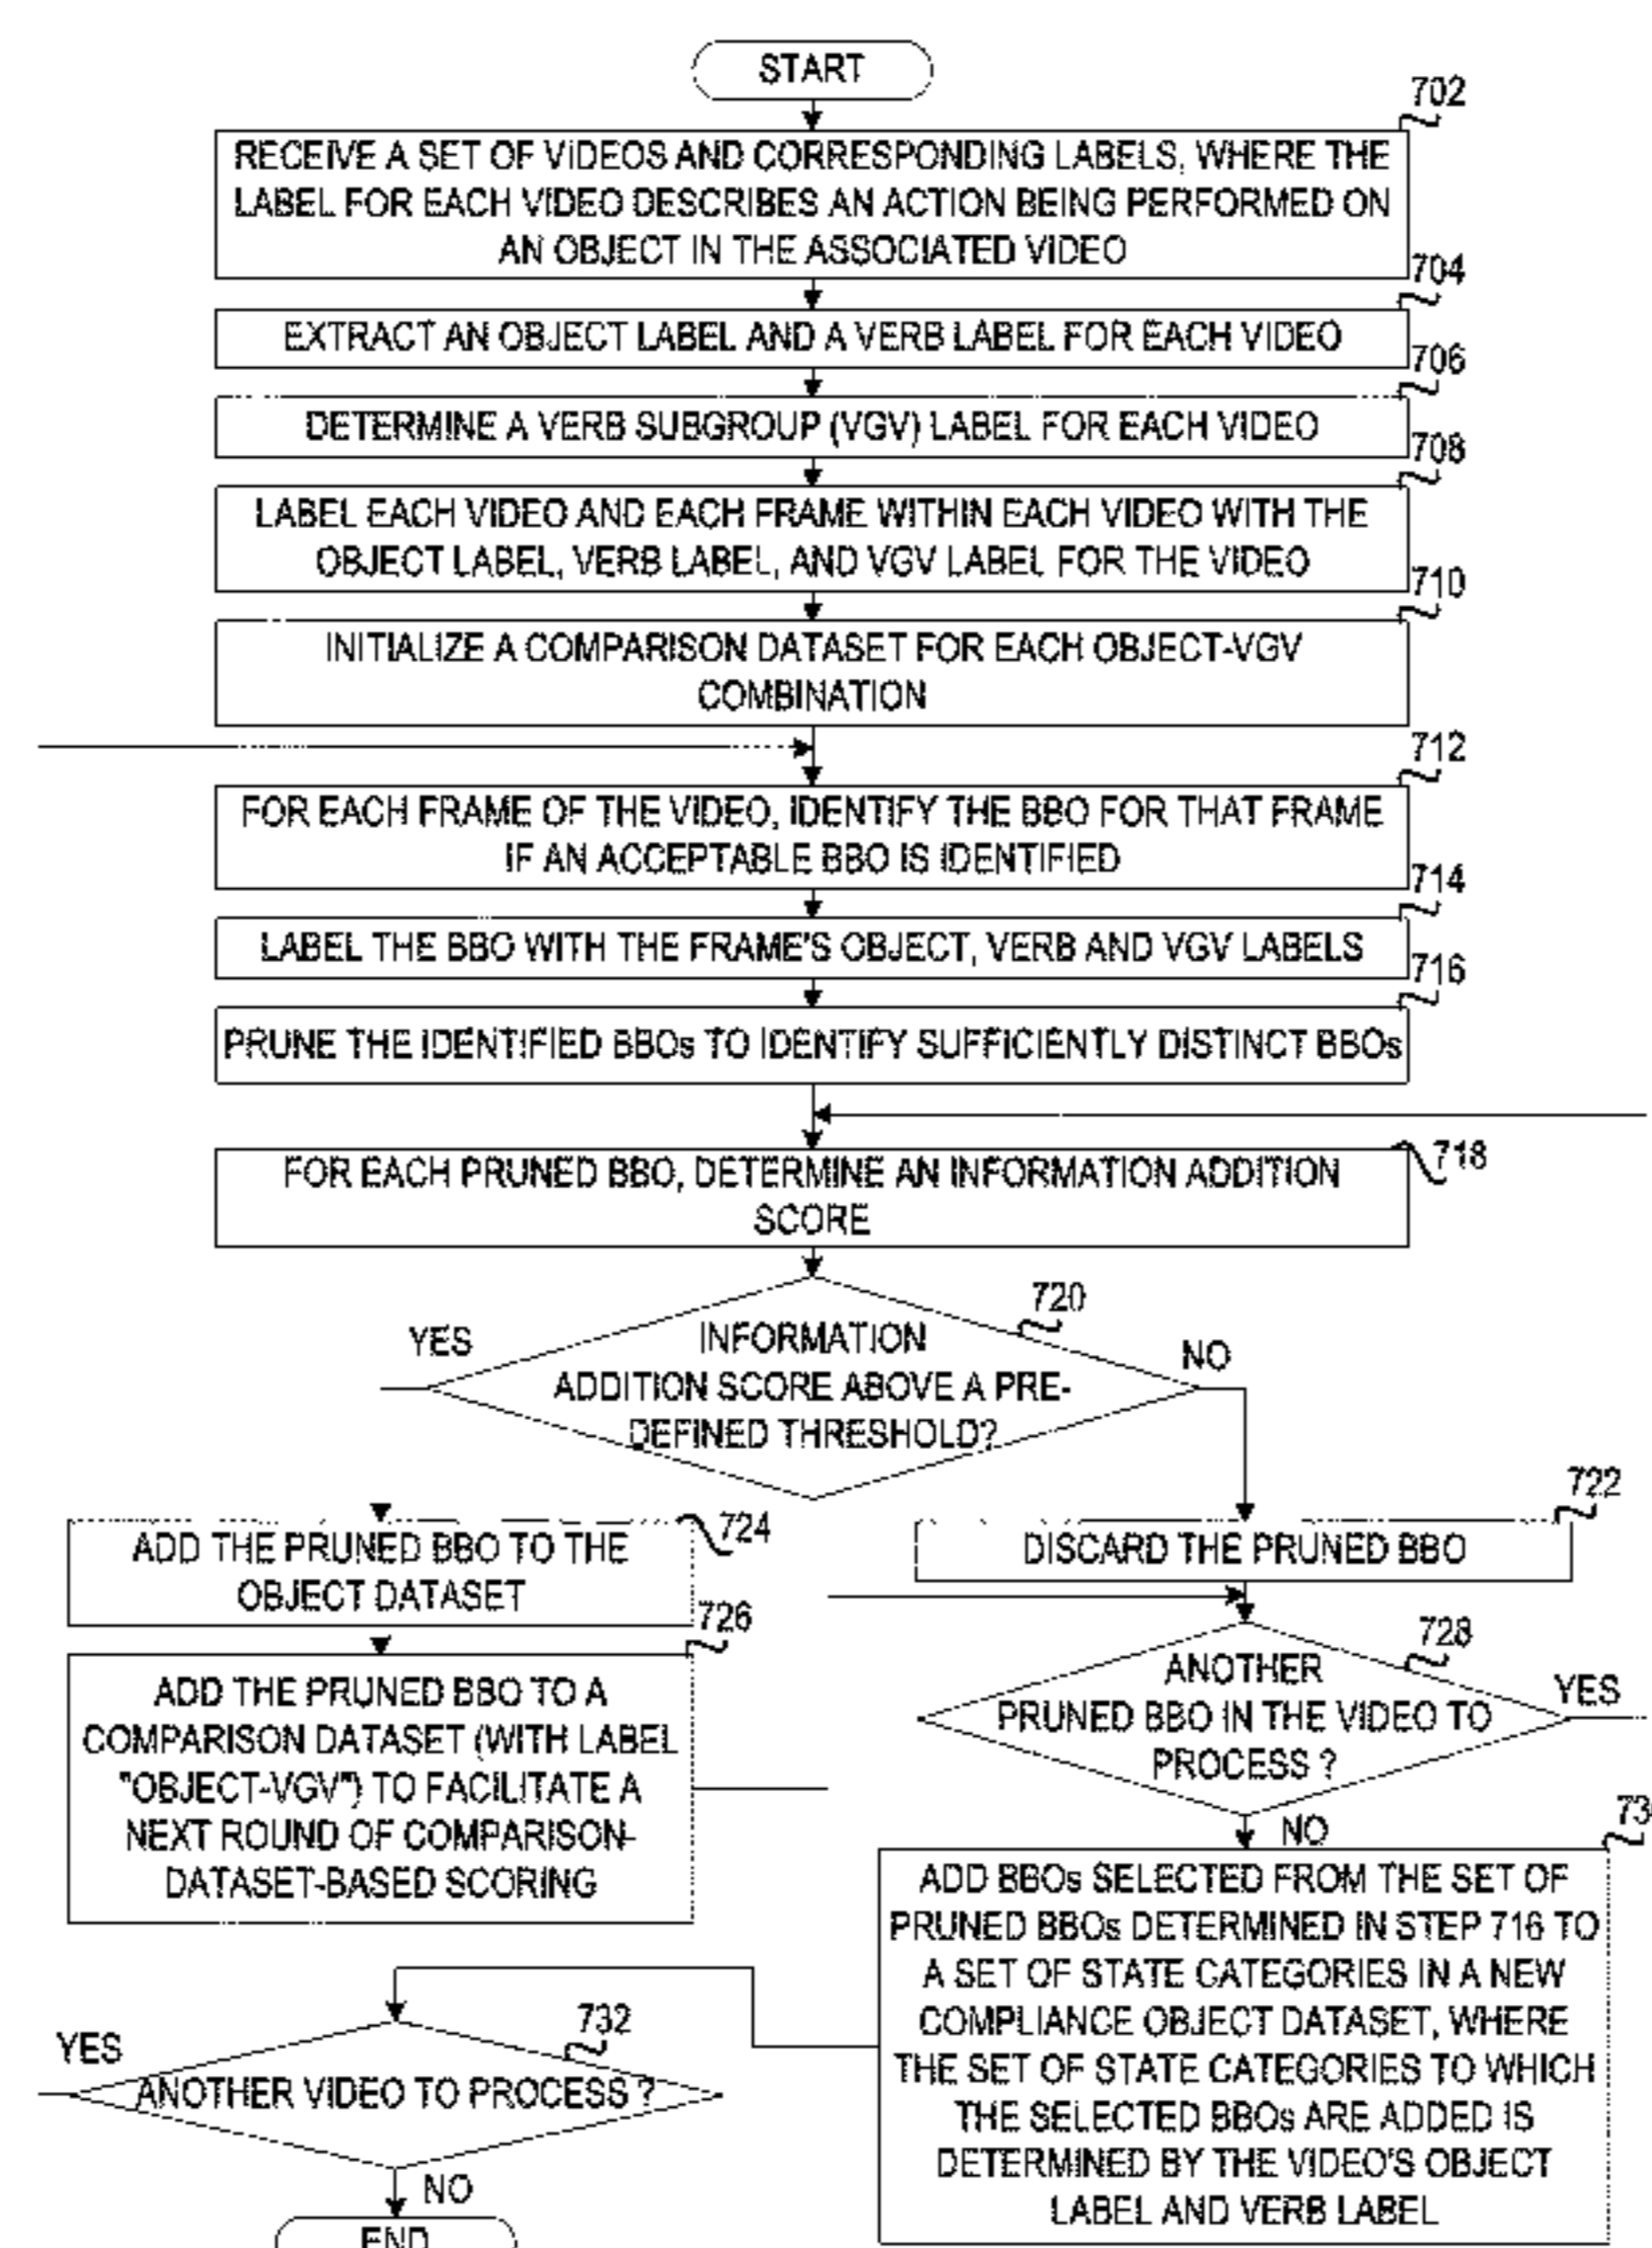 START
702
RECEIVE A SET OF VIDEOS AND CORRESPONDING LABELS, WHERE THE
LABEL FOR EACH VIDEO DESCRIBES AN ACTION BEING PERFORMED ON
AN OBJECT IN THE ASSOCIATED VIDEO
704
EXTRACT AN OBJECT LABEL AND A VERB LABEL FOR EACH VIDEO
706
DETERMINE A VERB SUBGROUP (VGV) LABEL FOR EACH VIDEO
708
LABEL EACH VIDEO AND EACH FRAME WITHIN EACH VIDEO WITH THE
OBJECT LABEL, VERB LABEL, AND VGV LABEL FOR THE VIDEO
710
INITIALIZE A COMPARISON DATASET FOR EACH OBJECT-VGV
COMBINATION
712
FOR EACH FRAME OF THE VIDEO, IDENTIFY THE BBO FOR THAT FRAME
IF AN ACCEPTABLE BBO IS IDENTIFIED
714
LABEL THE BBO WITH THE FRAME'S OBJECT, VERB AND VGV LABELS
716
PRUNE THE IDENTIFIED BBOs TO IDENTIFY SUFFICIENTLY DISTINCT BBOs
718
FOR EACH PRUNED BBO, DETERMINE AN INFORMATION ADDITION
SCORE
720
YES
NO
INFORMATION
ADDITION SCORE ABOVE A PRE-
DEFINED THRESHOLD?
724
ADD THE PRUNED BBO TO THE
OBJECT DATASET
722
DISCARD THE PRUNED BBO
726
ADD THE PRUNED BBO TO A
COMPARISON DATASET (WITH LABEL
"OBJECT-VGV") TO FACILITATE A
NEXT ROUND OF COMPARISON-
DATASET-BASED SCORING
728
ANOTHER
PRUNED BBO IN THE VIDEO TO
PROCESS ?
YES
NO
73
ADD BBOs SELECTED FROM THE SET OF
PRUNED BBOs DETERMINED IN STEP 716 TO
A SET OF STATE CATEGORIES IN A NEW
COMPLIANCE OBJECT DATASET, WHERE
THE SET OF STATE CATEGORIES TO WHICH
THE SELECTED BBOs ARE ADDED IS
DETERMINED BY THE VIDEO'S OBJECT
LABEL AND VERB LABEL
732
YES
ANOTHER VIDEO TO PROCESS ?
NO
END